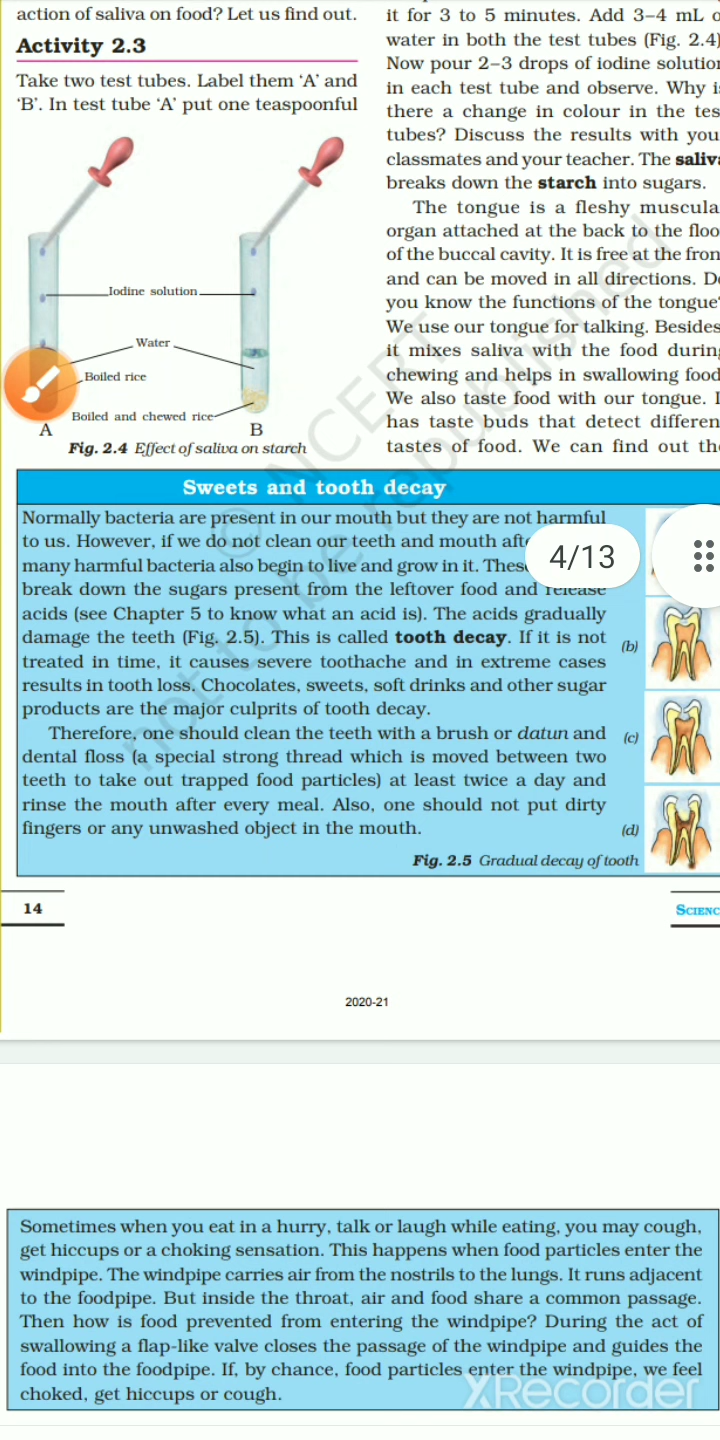 action of saliva on food? Let us find out.
Activity 2.3
Take two test tubes. Label them ‘A’ and
‘B’. In test tube ‘A’ put one teaspoonful
Iodine solution
Water
Boiled rice
Boiled and chewed rice
A
B
Fig. 2.4 Effect of saliva on starch
it for 3 to 5 minutes. Add 3–4 mL
water in both the test tubes (Fig. 2.4)
Now pour 2–3 drops of iodine solution
in each test tube and observe. Why is
there a change in colour in the tes
tubes? Discuss the results with you
classmates and your teacher. The saliva
breaks down the starch into sugars.
The tongue is a fleshy muscula
organ attached at the back to the floo
of the buccal cavity. It is free at the fron
and can be moved in all directions. Do
you know the functions of the tongue?
We use our tongue for talking. Besides
it mixes saliva with the food during
chewing and helps in swallowing food
We also taste food with our tongue. I
has taste buds that detect differen
tastes of food. We can find out the
© NCERT
not to be republished
Sweets and tooth decay
Normally bacteria are present in our mouth but they are not harmful
to us. However, if we do not clean our teeth and mouth aft
many harmful bacteria also begin to live and grow in it. Thes
break down the sugars present from the leftover food and release
acids (see Chapter 5 to know what an acid is). The acids gradually
damage the teeth (Fig. 2.5). This is called tooth decay. If it is not
treated in time, it causes severe toothache and in extreme cases
results in tooth loss. Chocolates, sweets, soft drinks and other sugar
products are the major culprits of tooth decay.
Therefore, one should clean the teeth with a brush or datun and
dental floss (a special strong thread which is moved between two
teeth to take out trapped food particles) at least twice a day and
rinse the mouth after every meal. Also, one should not put dirty
fingers or any unwashed object in the mouth.
4/13
(b)
(c)
(d)
Fig. 2.5 Gradual decay of tooth
14
SCIENC
2020-21
Sometimes when you eat in a hurry, talk or laugh while eating, you may cough,
get hiccups or a choking sensation. This happens when food particles enter the
windpipe. The windpipe carries air from the nostrils to the lungs. It runs adjacent
to the foodpipe. But inside the throat, air and food share a common passage.
Then how is food prevented from entering the windpipe? During the act of
swallowing a flap-like valve closes the passage of the windpipe and guides the
food into the foodpipe. If, by chance, food particles enter the windpipe, we feel
choked, get hiccups or cough.
XRecorder